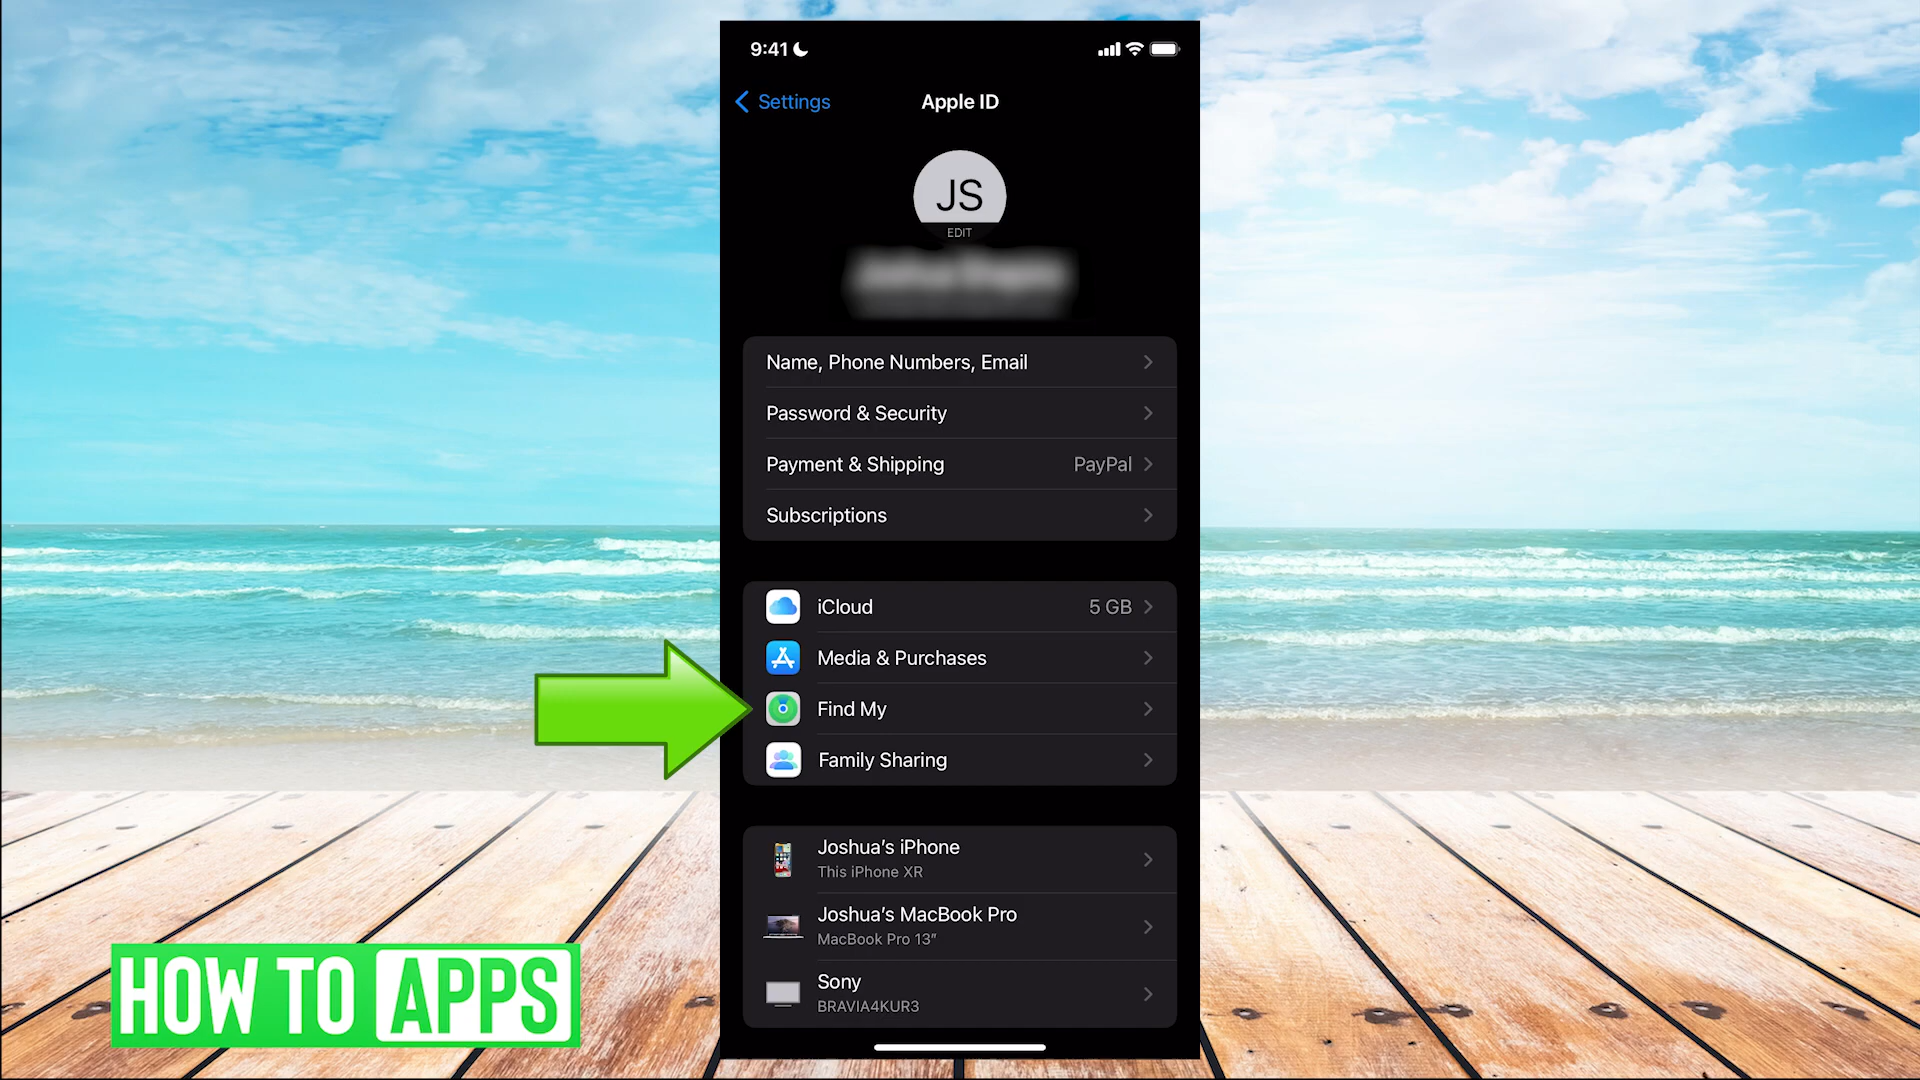 9:41
Settings
Apple ID
JS
EDIT
Name, Phone Numbers, Email
Password & Security
Payment & Shipping PayPal
Subscriptions
iCloud 5 GB
Media & Purchases
Find My
Family Sharing
Joshua's iPhone
This iPhone XR
Joshua's MacBook Pro
MacBook Pro 13"
Sony
BRAVIA4KUR3
HOW TO APPS